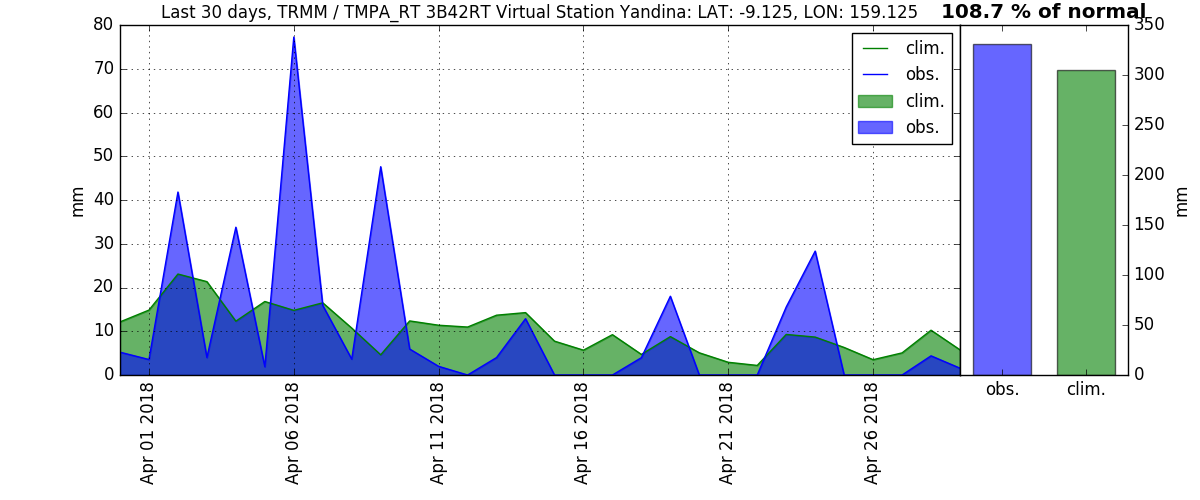 Last 30 days, TRMM / TMPA_RT 3B42RT Virtual Station Yandina: LAT: -9.125, LON: 159.125
108.7 % of normal
80
70
60
50
40
30
20
10
0
mm
clim.
obs.
clim.
obs.
Apr 01 2018
Apr 06 2018
Apr 11 2018
Apr 16 2018
Apr 21 2018
Apr 26 2018
350
300
250
200
150
100
50
0
mm
obs.
clim.